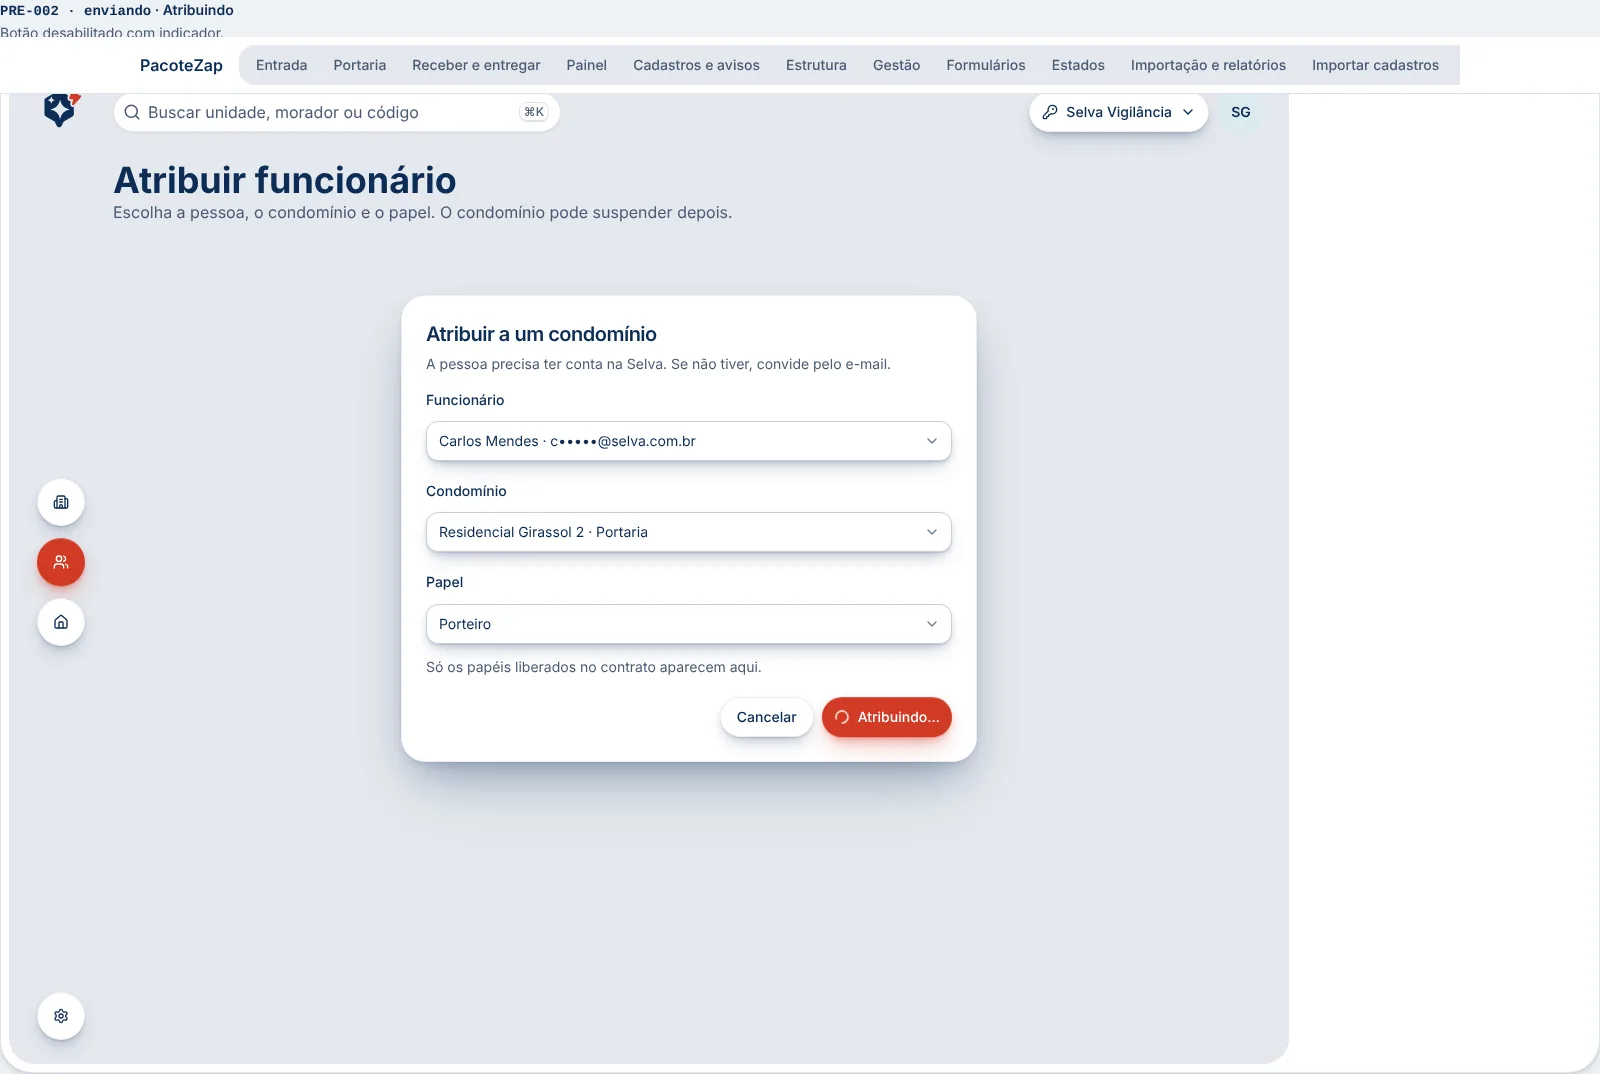 PRE-002 · enviando · Atribuindo
Botão desabilitado com indicador.
PacoteZap Entrada Portaria Receber e entregar Painel Cadastros e avisos Estrutura Gestão Formulários Estados Importação e relatórios Importar cadastros
Buscar unidade, morador ou código ⌘K Selva Vigilância SG
Atribuir funcionário
Escolha a pessoa, o condomínio e o papel. O condomínio pode suspender depois.
Atribuir a um condomínio
A pessoa precisa ter conta na Selva. Se não tiver, convide pelo e-mail.
Funcionário
Carlos Mendes · c•••••@selva.com.br
Condomínio
Residencial Girassol 2 · Portaria
Papel
Porteiro
Só os papéis liberados no contrato aparecem aqui.
Cancelar Atribuindo...